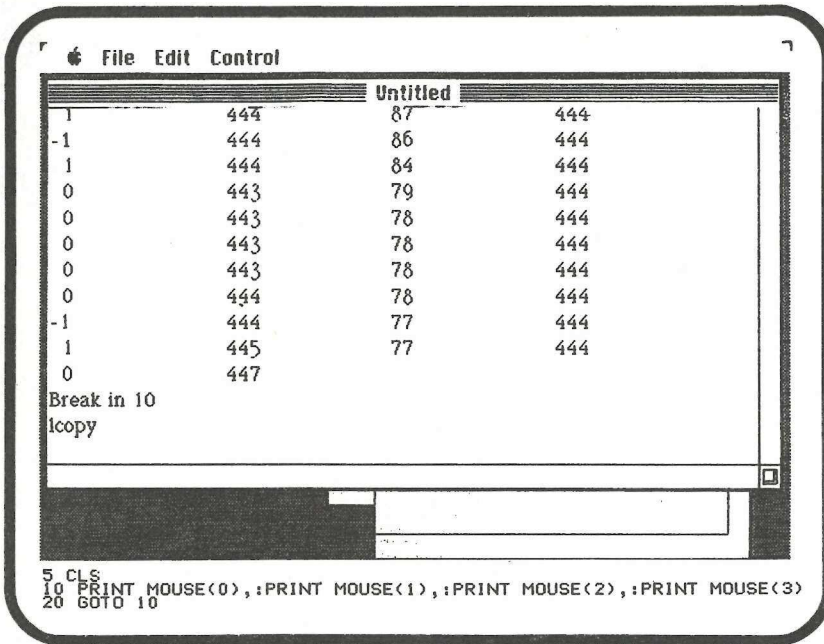 File Edit Control
Untitled
1 444 87 444
-1 444 86 444
1 444 84 444
0 443 79 444
0 443 78 444
0 443 78 444
0 443 78 444
0 444 78 444
-1 444 77 444
1 445 77 444
0 447
Break in 10
lcopy
5 CLS
10 PRINT MOUSE(0),:PRINT MOUSE(1),:PRINT MOUSE(2),:PRINT MOUSE(3)
20 GOTO 10